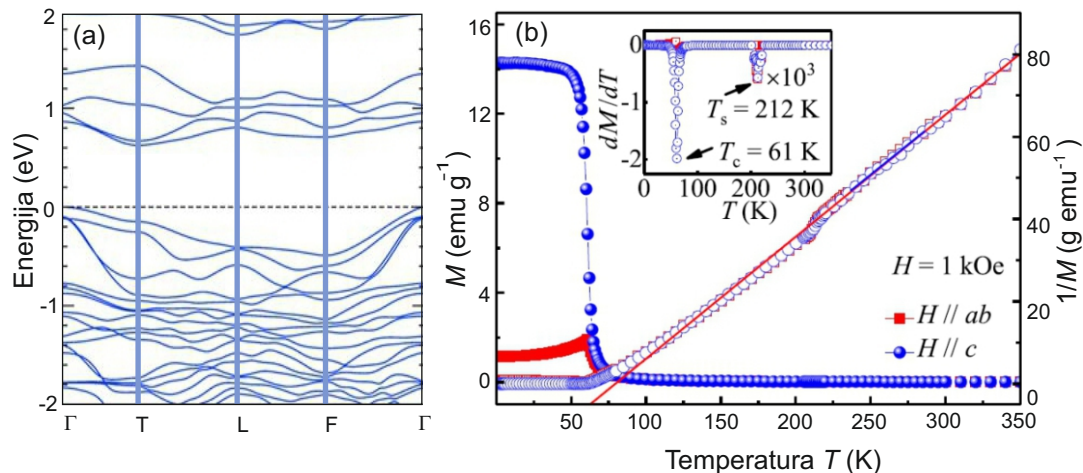 (a)
Energija (eV)
2
1
0
-1
-2
Γ T L F Γ
(b)
M (emu g⁻¹)
16
12
8
4
0
dM/dT
0
-1
-2
×10³
Tₛ = 212 K
T꜀ = 61 K
0 100 200 300
T (K)
H = 1 kOe
H // ab
H // c
80
60
40
20
0
1/M (g emu⁻¹)
50 100 150 200 250 300 350
Temperatura T (K)